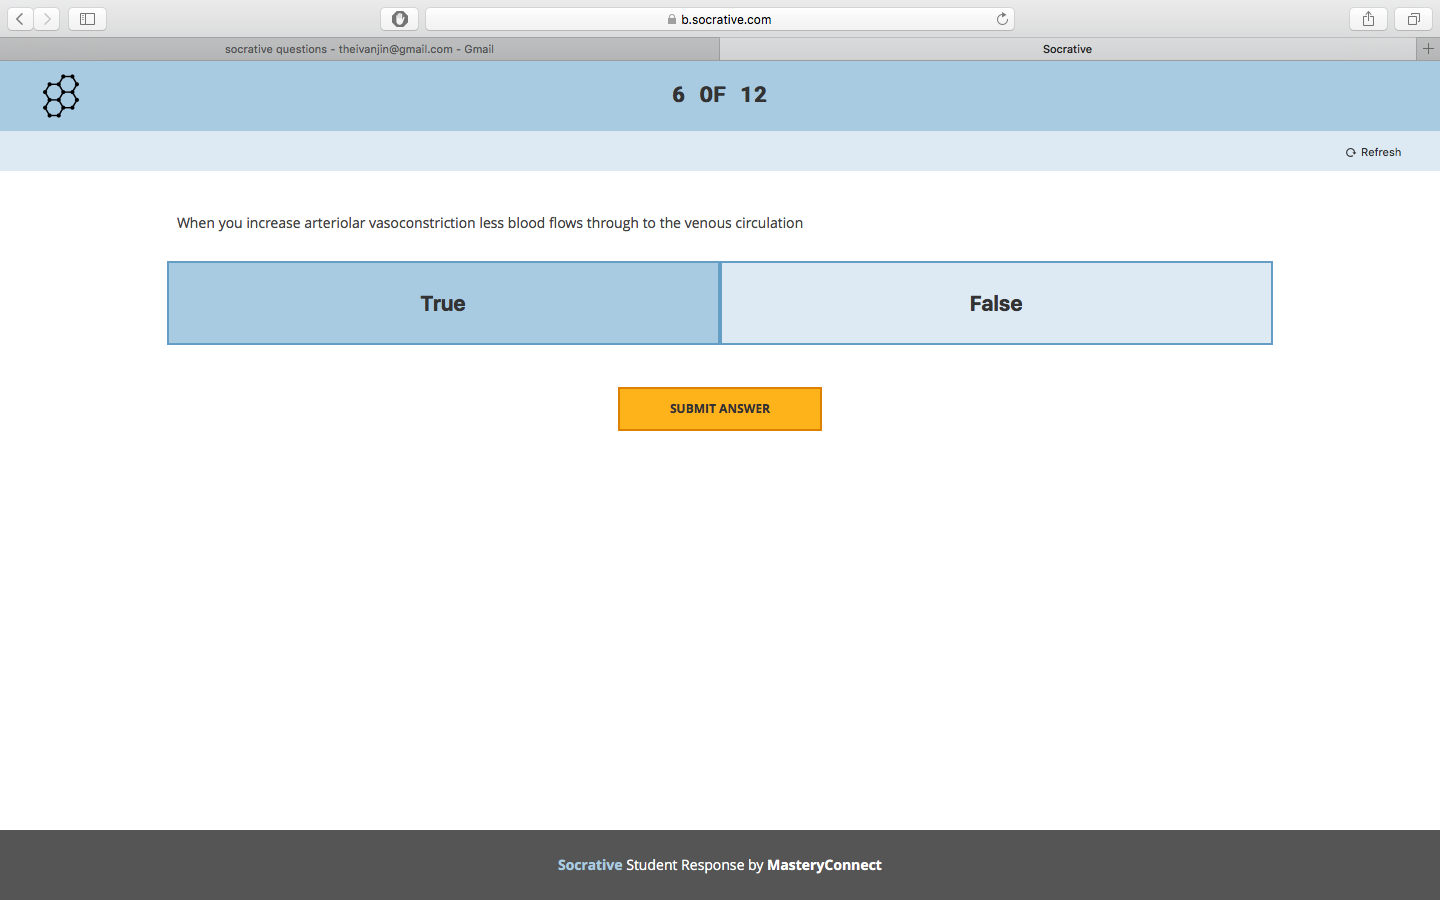 b.socrative.com
socrative questions - theivanjin@gmail.com - Gmail
Socrative
6 OF 12
Refresh
When you increase arteriolar vasoconstriction less blood flows through to the venous circulation
True
False
SUBMIT ANSWER
Socrative Student Response by MasteryConnect